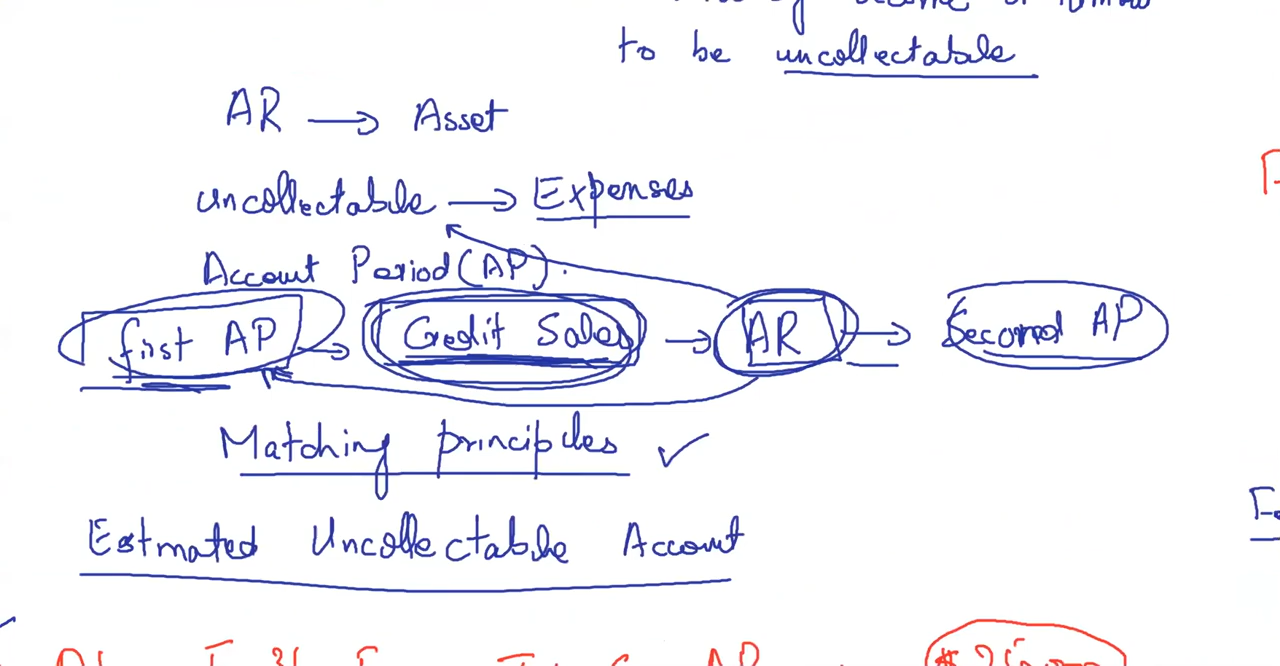 to be uncollectable
AR → Asset
uncollectable → Expenses
Account Period (AP).
first AP → Credit Sales → AR → Second AP
Matching principles ✓
Estmated Uncollectable Account